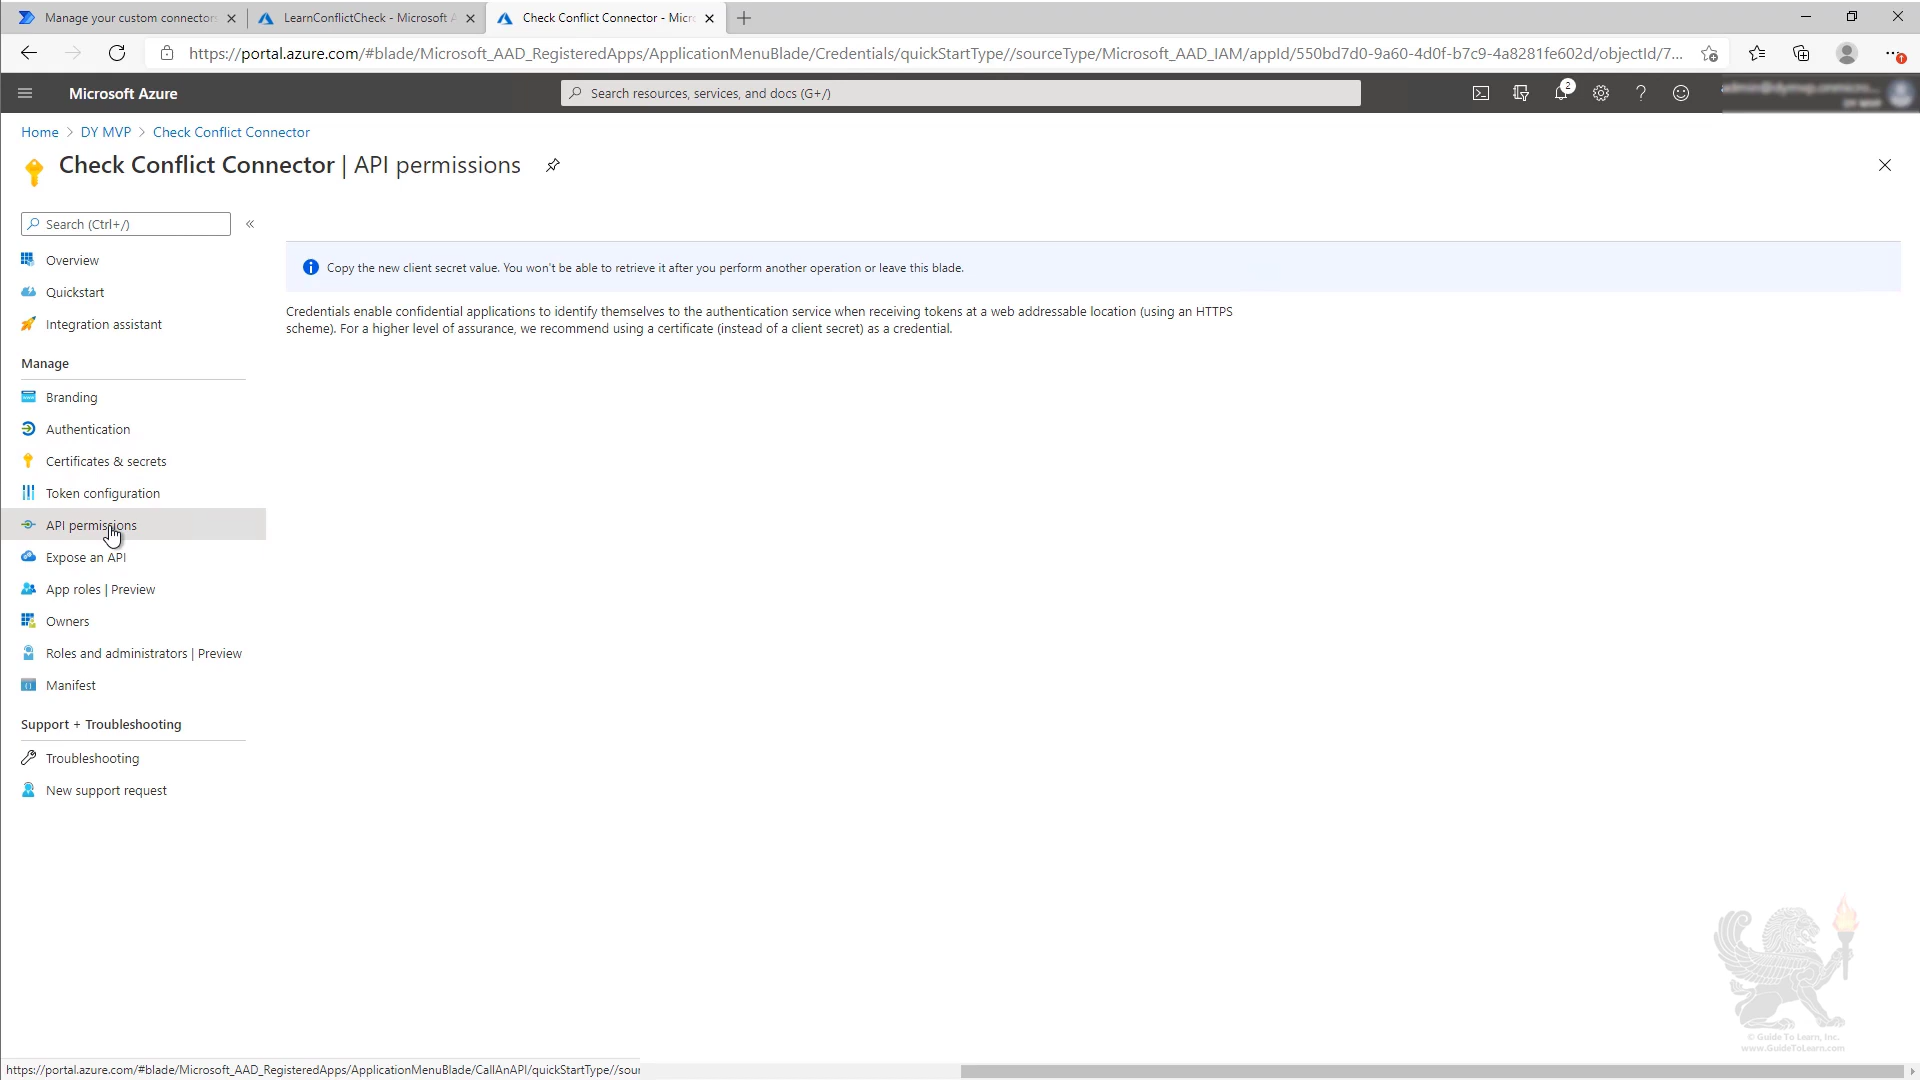 Manage your custom connectors
LearnConflictCheck - Microsoft A
Check Conflict Connector - Micro
https://portal.azure.com/#blade/Microsoft_AAD_RegisteredApps/ApplicationMenuBlade/Credentials/quickStartType//sourceType/Microsoft_AAD_IAM/appId/550bd7d0-9a60-4d0f-b7c9-4a8281fe602d/objectId/7...
Microsoft Azure
Search resources, services, and docs (G+/)
2
Home > DY MVP > Check Conflict Connector
Check Conflict Connector | API permissions
Search (Ctrl+/)
Overview
Quickstart
Integration assistant
Manage
Branding
Authentication
Certificates & secrets
Token configuration
API permissions
Expose an API
App roles | Preview
Owners
Roles and administrators | Preview
Manifest
Support + Troubleshooting
Troubleshooting
New support request
Copy the new client secret value. You won't be able to retrieve it after you perform another operation or leave this blade.
Credentials enable confidential applications to identify themselves to the authentication service when receiving tokens at a web addressable location (using an HTTPS
scheme). For a higher level of assurance, we recommend using a certificate (instead of a client secret) as a credential.
© Guide To Learn, Inc.
www.GuideToLearn.com
https://portal.azure.com/#blade/Microsoft_AAD_RegisteredApps/ApplicationMenuBlade/CallAnAPI/quickStartType//sour